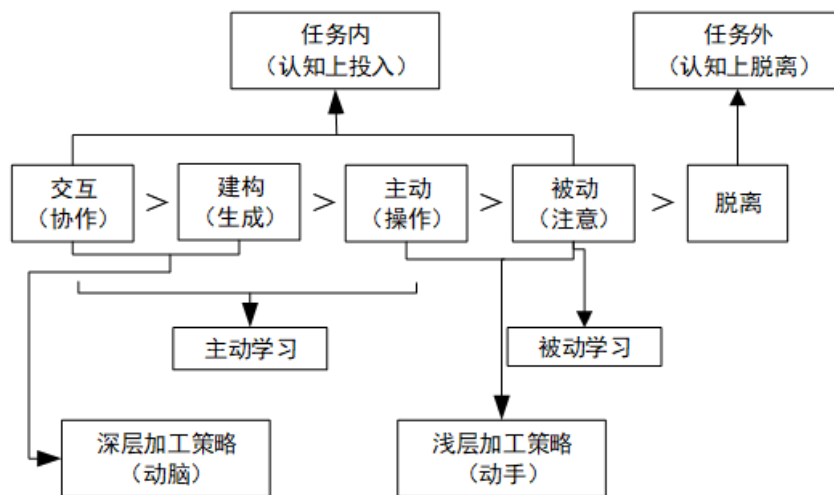 任务内
（认知上投入）
任务外
（认知上脱离）
交互
（协作）
>
建构
（生成）
>
主动
（操作）
>
被动
（注意）
>
脱离
主动学习
被动学习
深层加工策略
（动脑）
浅层加工策略
（动手）